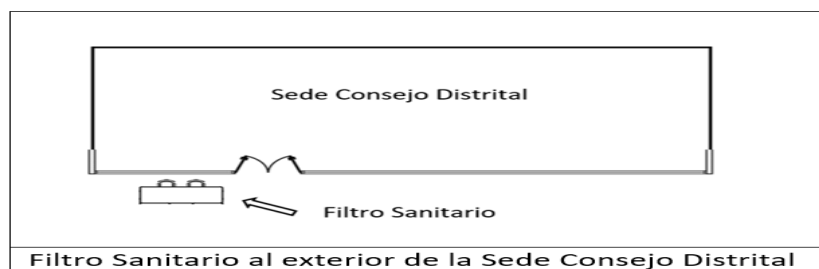 Sede Consejo Distrital
Filtro Sanitario
Filtro Sanitario al exterior de la Sede Consejo Distrital